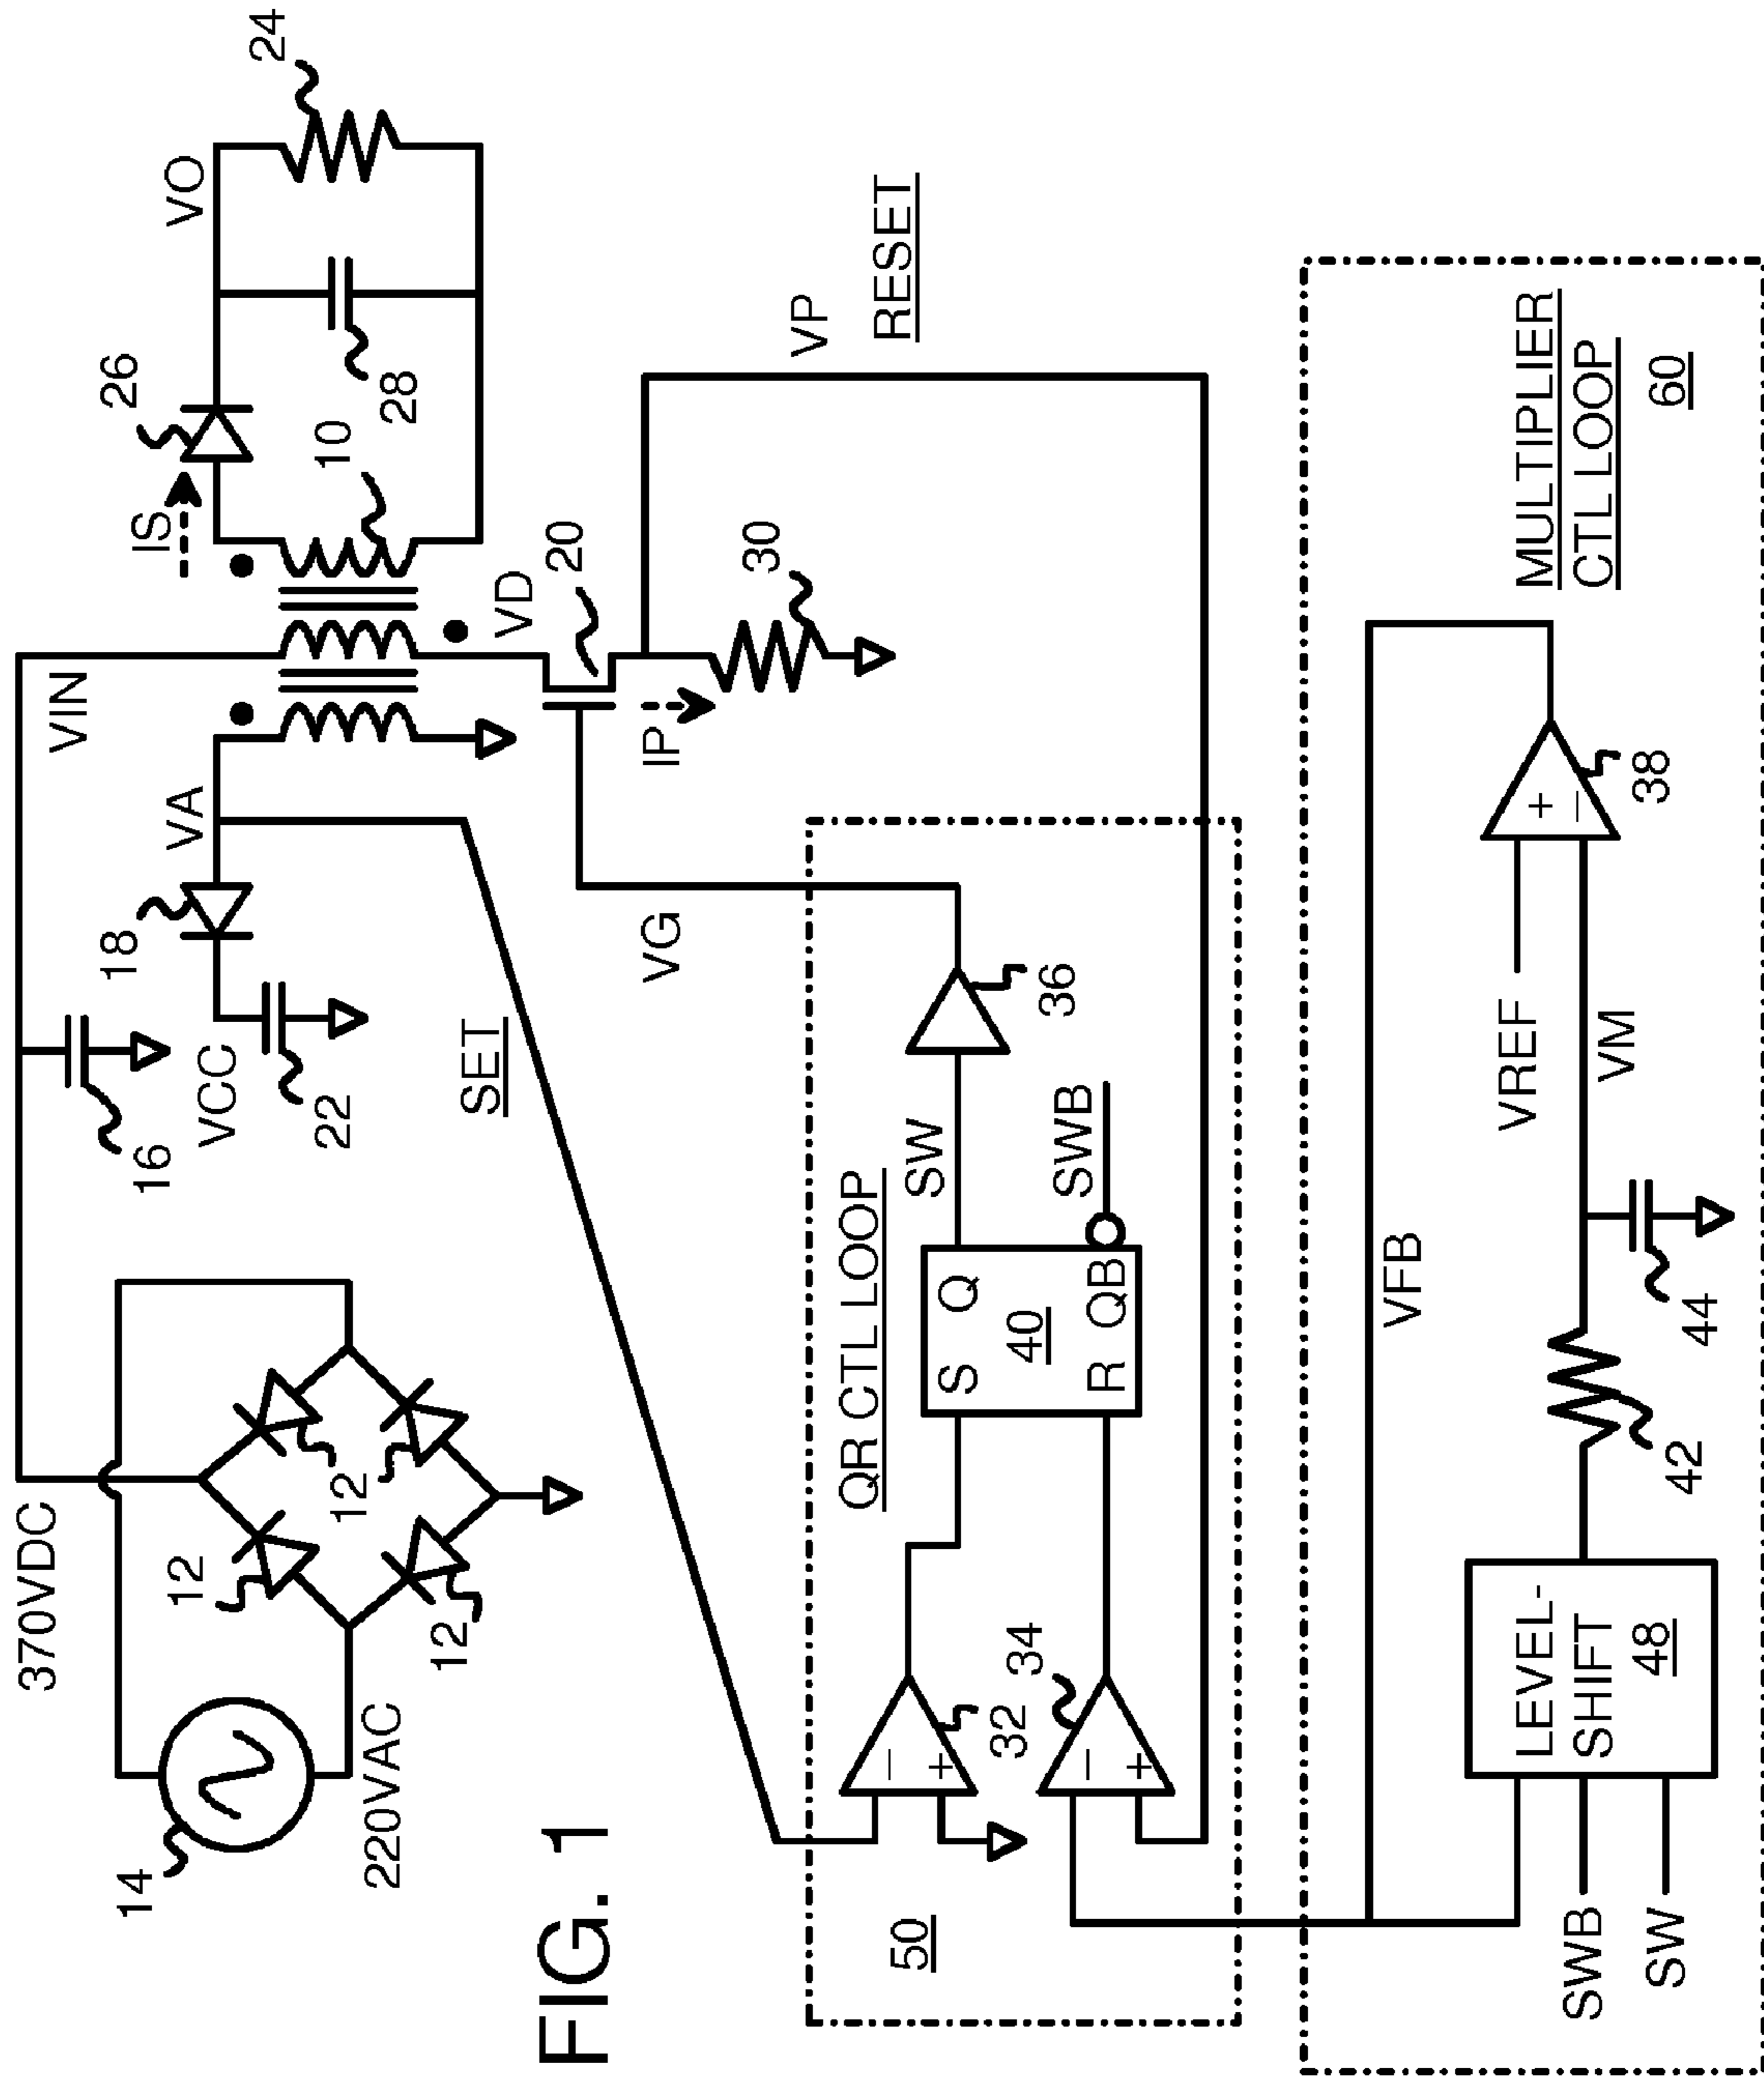 FIG. 1
14
220VAC
370VDC
12
12
12
12
16
VCC
22
18
VA
VIN
IS
26
VO
24
28
10
VD
20
30
IP
VP
RESET
SET
VG
QR CTL LOOP
50
32
34
S Q
40
R QB
SW
SWB
36
−
+
−
+
MULTIPLIER
CTL LOOP
60
VFB
LEVEL-
SHIFT
48
SWB
SW
42
44
VM
VREF
+
−
38